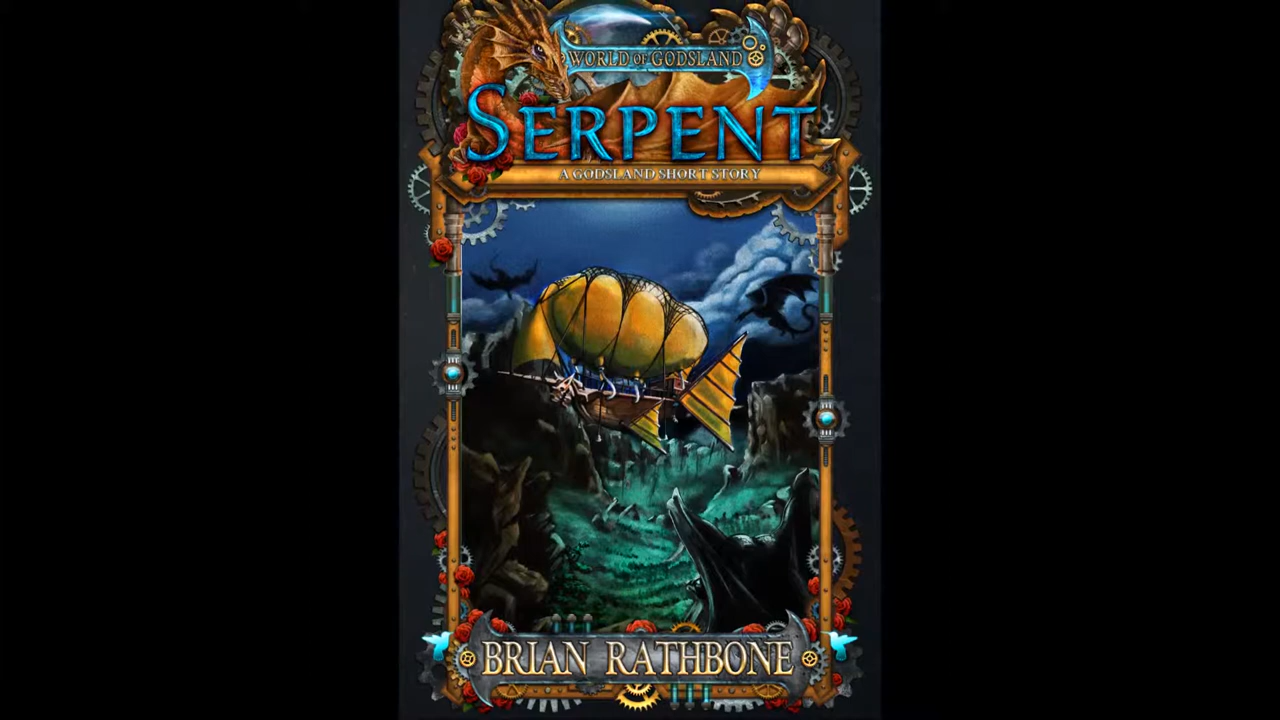 WORLD OF GODSLAND
SERPENT
A GODSLAND SHORT STORY
BRIAN RATHBONE